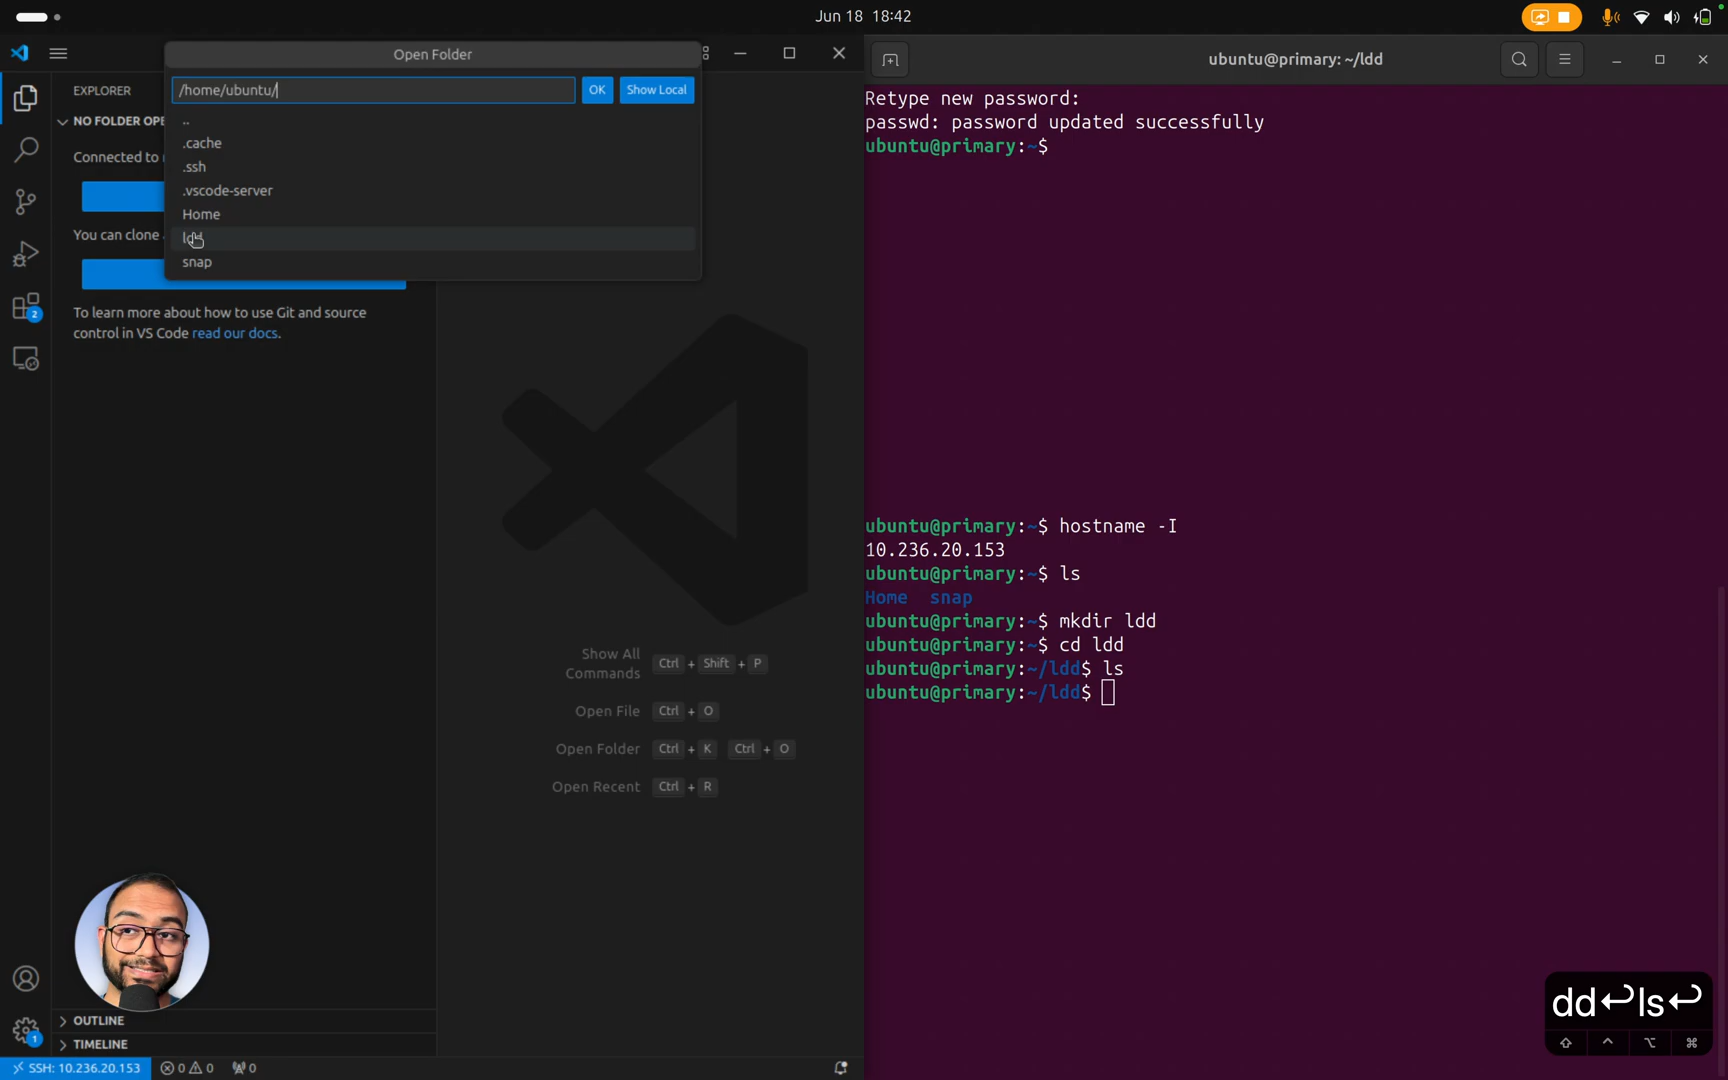 Jun 18 18:42
Open Folder
/home/ubuntu/
OK
Show Local
..
.cache
.ssh
.vscode-server
Home
snap
EXPLORER
NO FOLDER OPE
Connected to
You can clone
To learn more about how to use Git and source
control in VS Code read our docs.
2
Show All
Commands
Ctrl + Shift + P
Open File
Ctrl + O
Open Folder
Ctrl + K Ctrl + O
Open Recent
Ctrl + R
OUTLINE
TIMELINE
1
SSH: 10.236.20.153
0 0
0
ubuntu@primary: ~/ldd
Retype new password:
passwd: password updated successfully
ubuntu@primary:~$
ubuntu@primary:~$ hostname -I
10.236.20.153
ubuntu@primary:~$ ls
Home snap
ubuntu@primary:~$ mkdir ldd
ubuntu@primary:~$ cd ldd
ubuntu@primary:~/ldd$ ls
ubuntu@primary:~/ldd$
dd↩ls↩